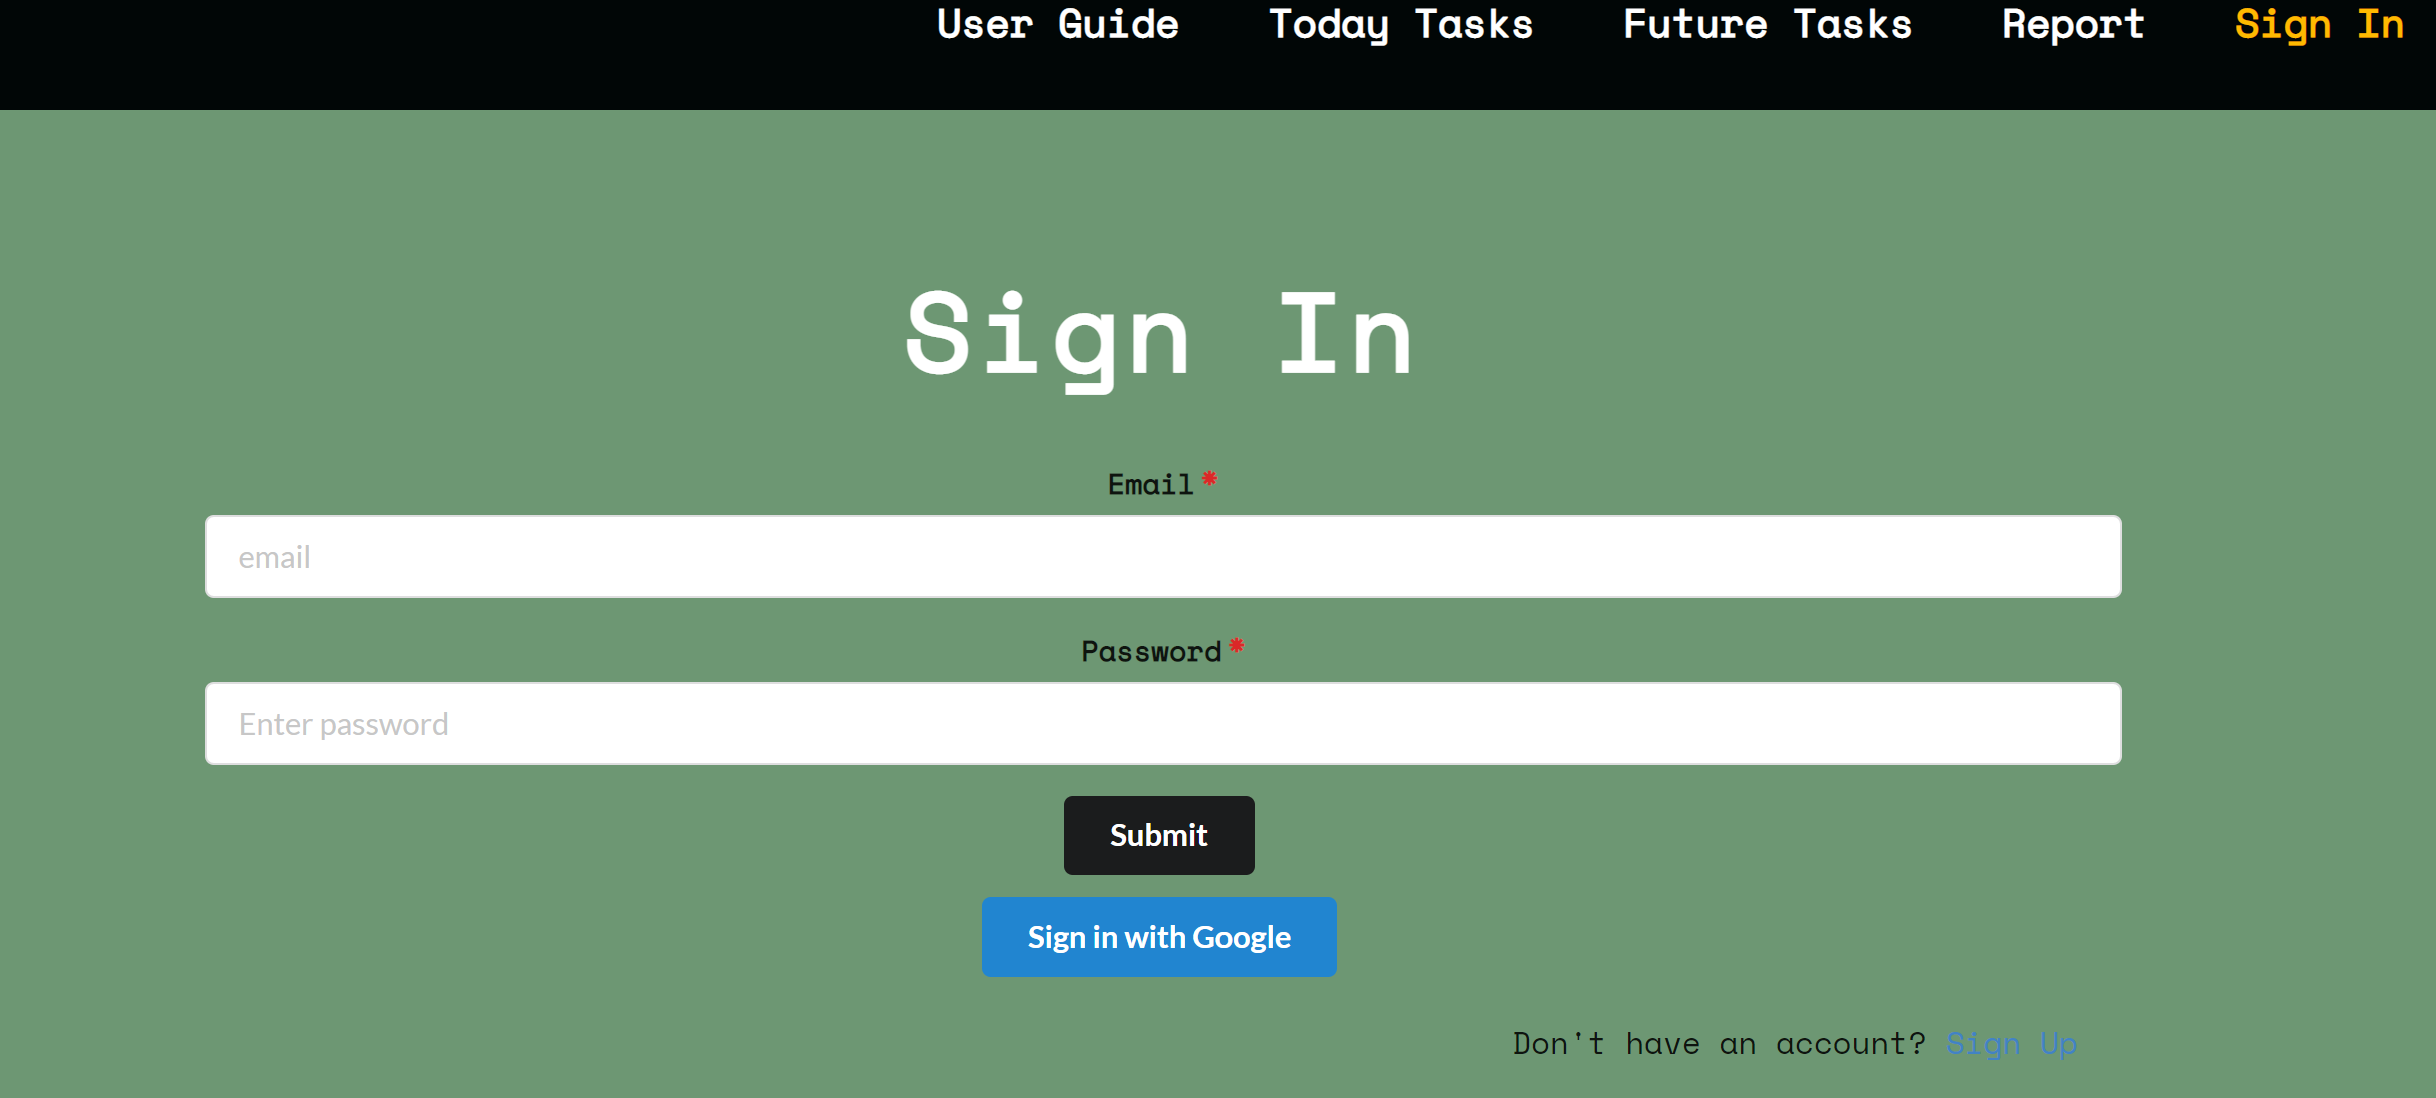 User Guide Today Tasks Future Tasks Report Sign In
Sign In
Email *
email
Password *
Enter password
Submit
Sign in with Google
Don't have an account? Sign Up